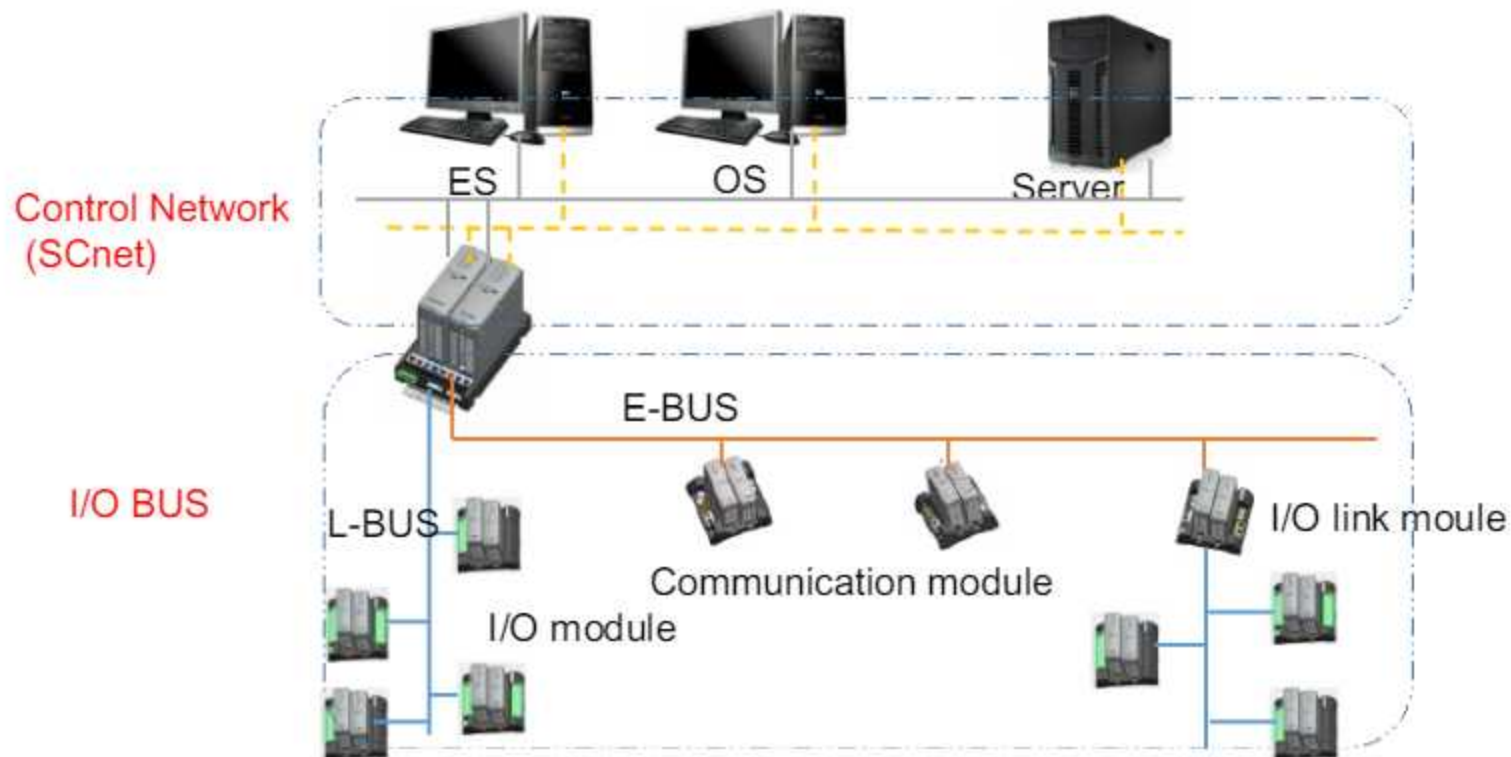 ES
OS
Server
Control Network
(SCnet)
E-BUS
I/O BUS
L-BUS
I/O link moule
Communication module
I/O module